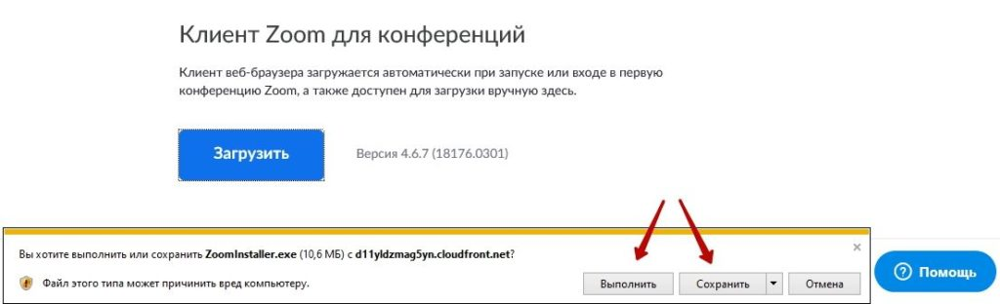 Клиент Zoom для конференций
Клиент веб-браузера загружается автоматически при запуске или входе в первую
конференцию Zoom, а также доступен для загрузки вручную здесь.
Загрузить Версия 4.6.7 (18176.0301)
Вы хотите выполнить или сохранить ZoomInstaller.exe (10,6 МБ) с d11yldzmag5yn.cloudfront.net?
Файл этого типа может причинить вред компьютеру. Выполнить Сохранить Отмена
Помощь